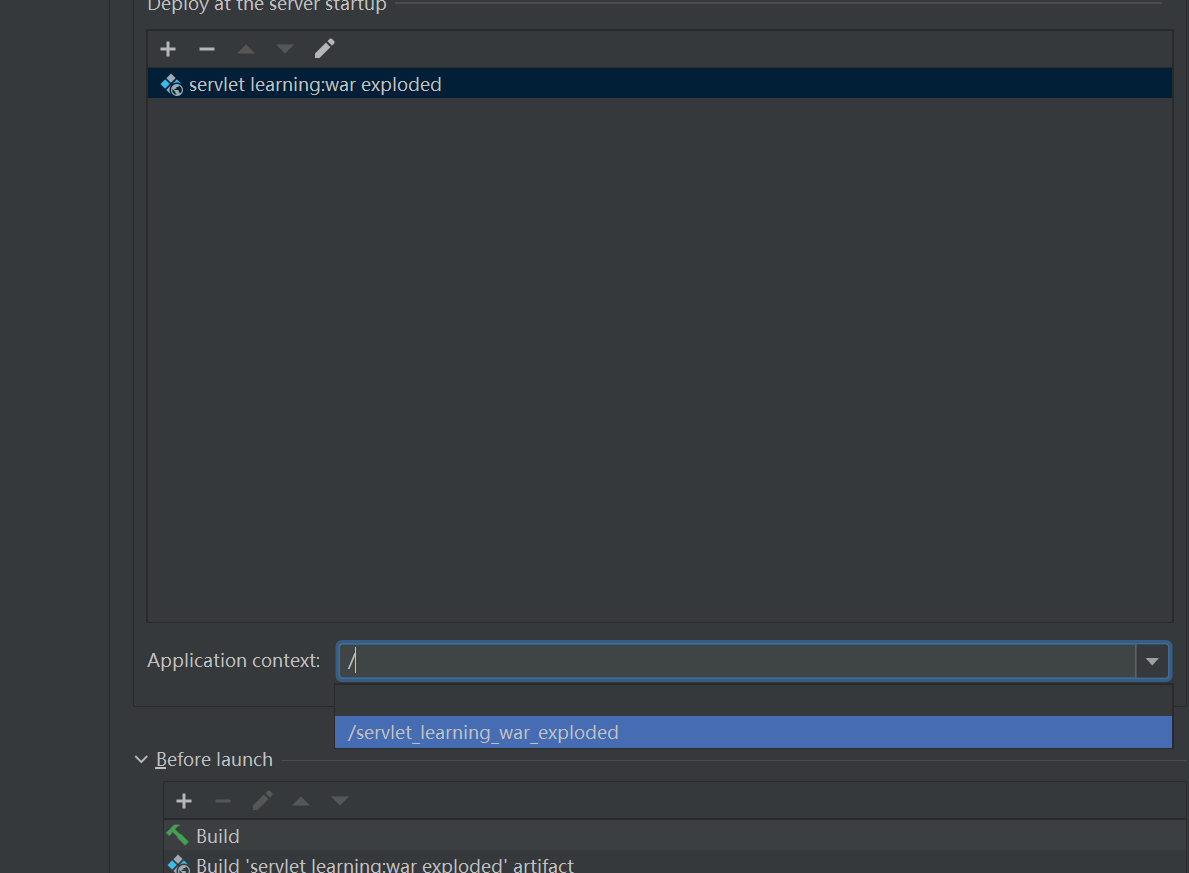 Deploy at the server startup
servlet learning:war exploded
Application context: /
/servlet_learning_war_exploded
Before launch
Build
Build 'servlet learning:war exploded' artifact